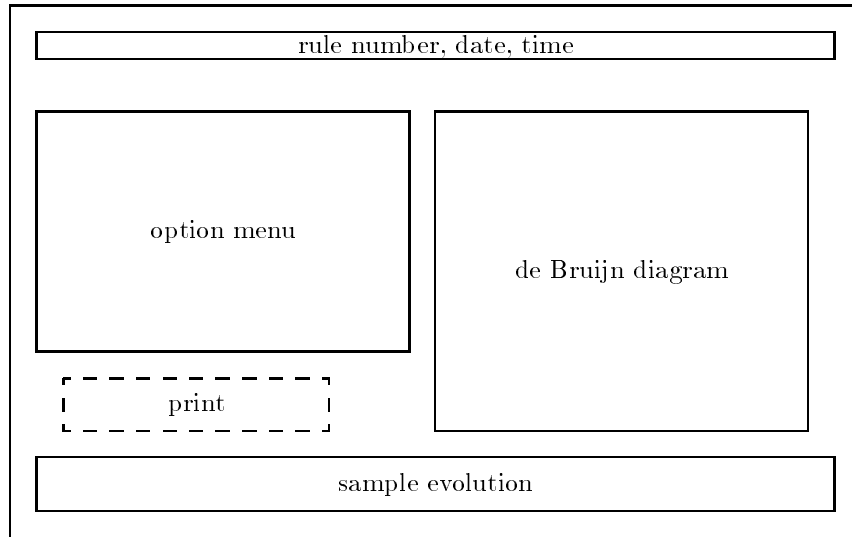 rule number, date, time
option menu
de Bruijn diagram
print
sample evolution